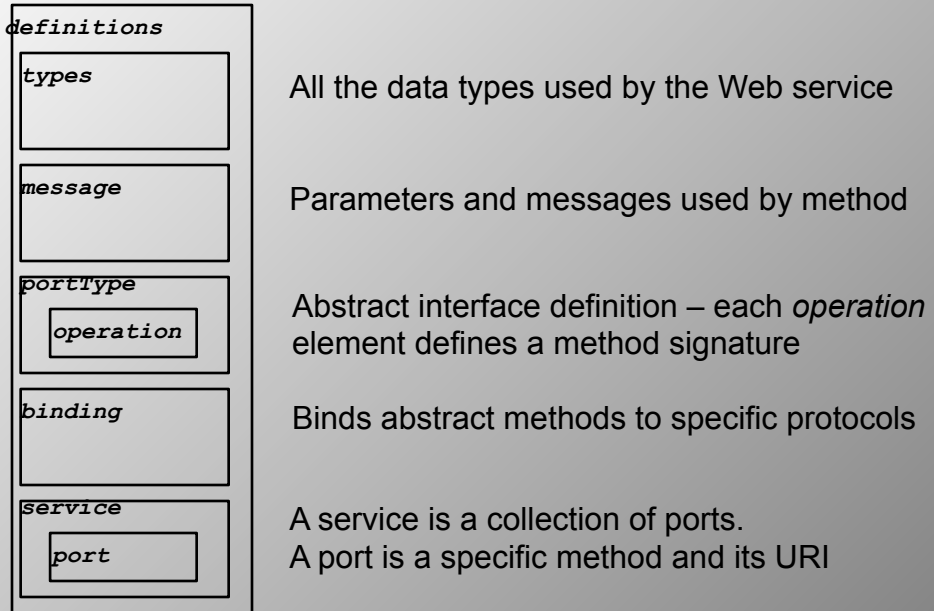 definitions
types
All the data types used by the Web service
message
Parameters and messages used by method
portType
operation
Abstract interface definition – each operation
element defines a method signature
binding
Binds abstract methods to specific protocols
service
port
A service is a collection of ports.
A port is a specific method and its URI